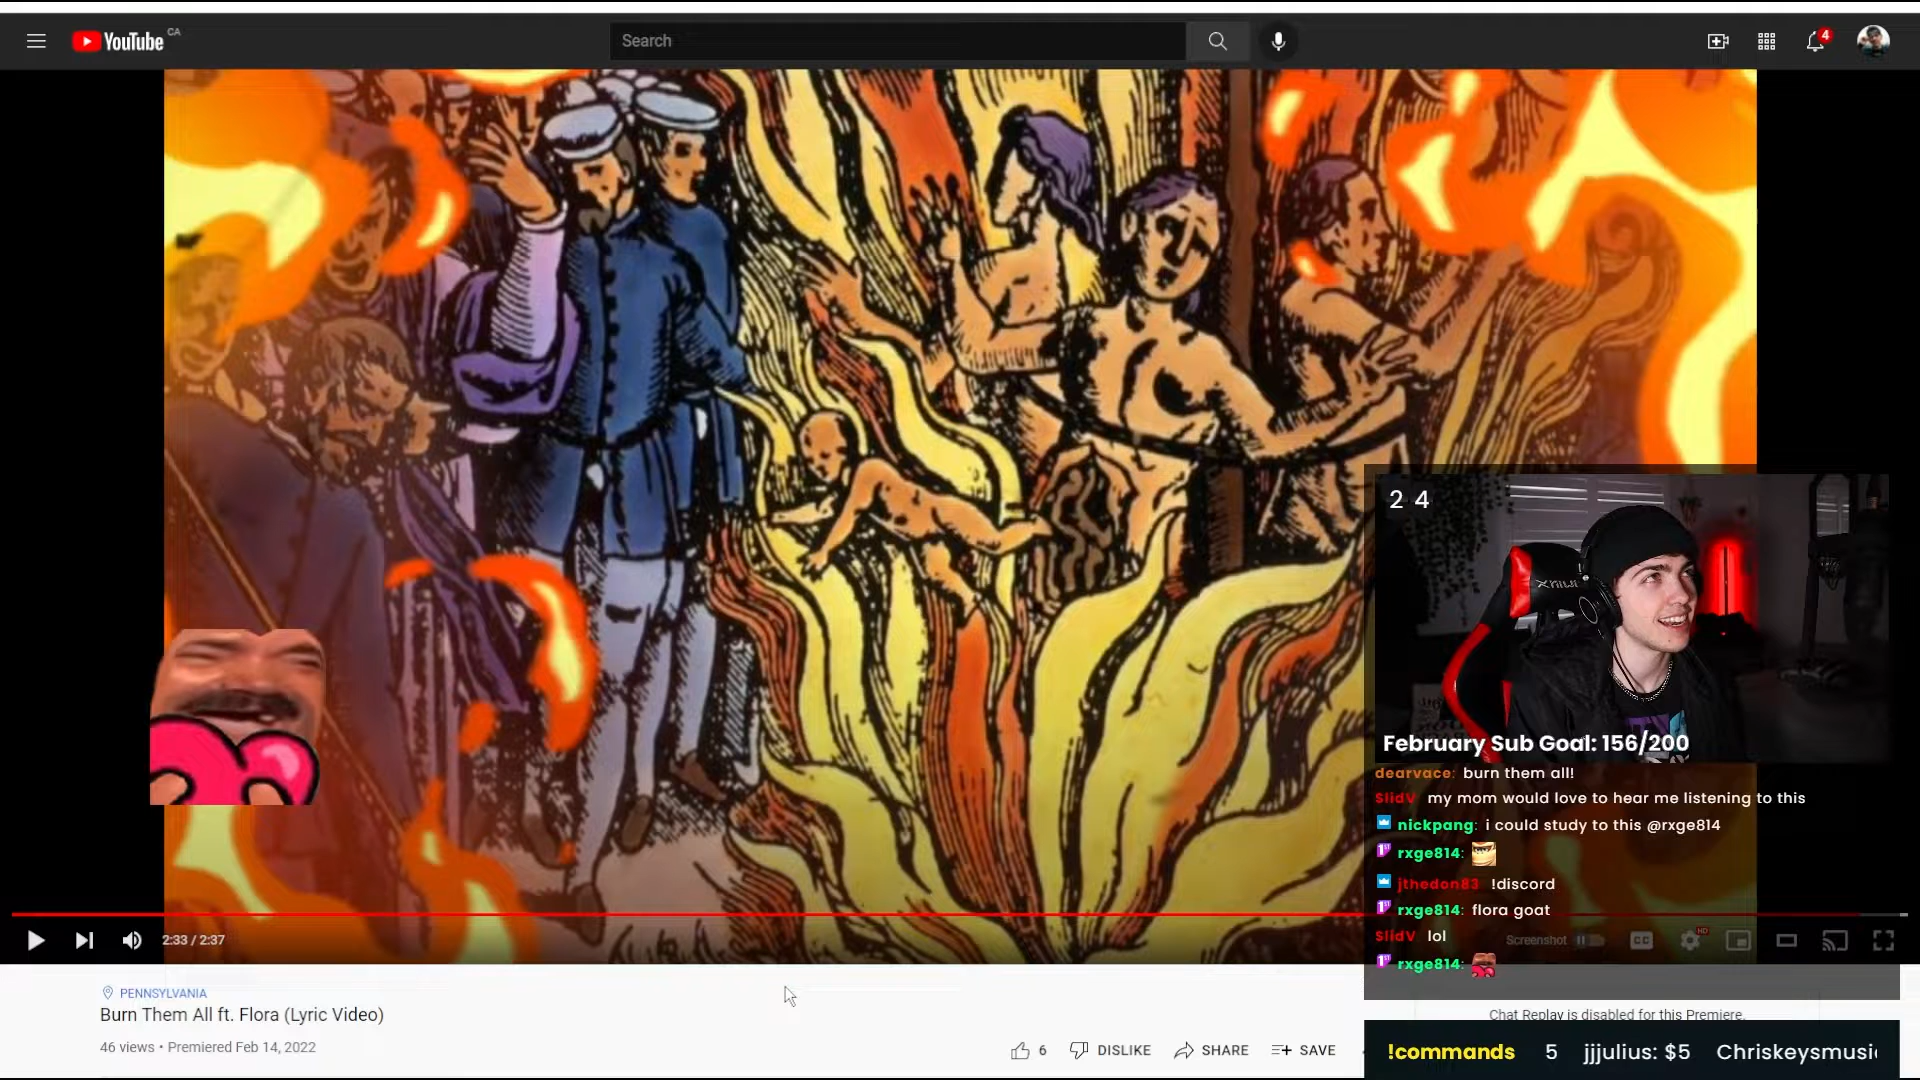 YouTube CA
Search
4
XNUO
2 4
February Sub Goal: 156/200
dearvace: burn them all!
SlidV my mom would love to hear me listening to this
nickpang: i could study to this @rxge814
rxge814:
jthedon83 !discord
rxge814: flora goat
SlidV lol
rxge814:
2:33 / 2:37
Screenshot
CC
HD
PENNSYLVANIA
Burn Them All ft. Flora (Lyric Video)
46 views • Premiered Feb 14, 2022
6
DISLIKE
SHARE
SAVE
Chat Replay is disabled for this Premiere.
!commands 5 jjjulius: $5 Chriskeysmusi